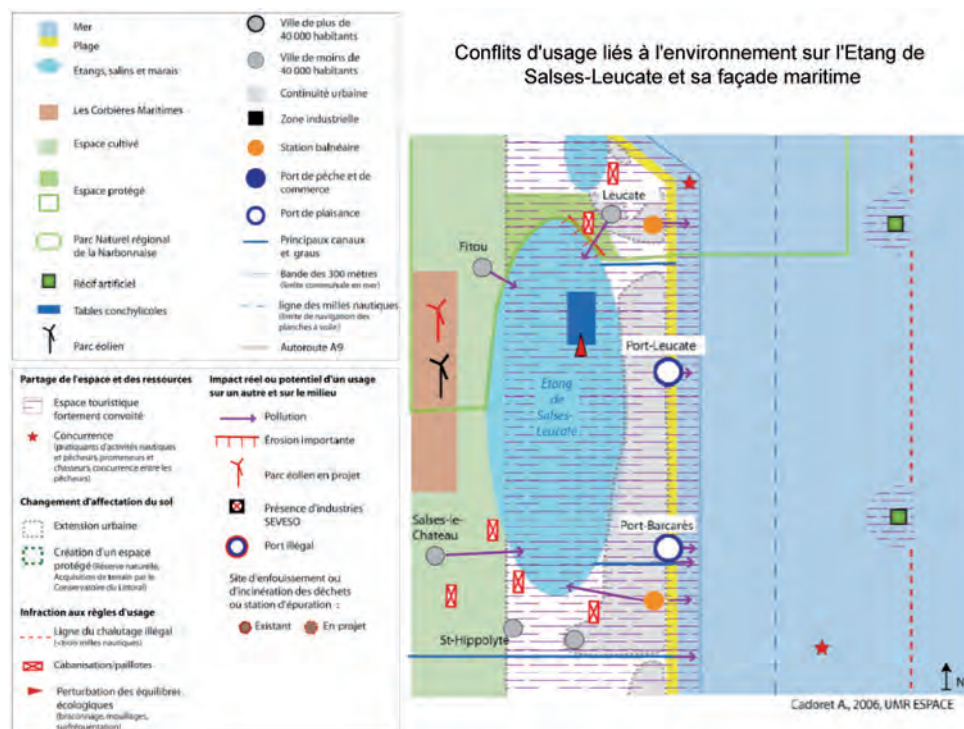 Mer
Plage
Étangs, salins et marais
Les Corbières Maritimes
Espace cultivé
Espace protégé
Parc Naturel régional
de la Narbonnaise
Récif artificiel
Tables conchylicoles
Parc éolien
Ville de plus de
40 000 habitants
Ville de moins de
40 000 habitants
Continuité urbaine
Zone industrielle
Station balnéaire
Port de pêche et de
commerce
Port de plaisance
Principaux canaux
et graus
Bande des 300 mètres
(limite communale en mer)
ligne des milles nautiques
(limite de navigation des
planches à voile)
Autoroute A9
Partage de l'espace et des ressources
Espace touristique
fortement convoité
Concurrence
(pratiquants d'activités nautiques
et pêcheurs, promeneurs et
chasseurs, concurrence entre les
pêcheurs)
Changement d'affectation du sol
Extension urbaine
Création d'un espace
protégé (Réserve naturelle,
Acquisition de terrain par le
Conservatoire du Littoral)
Infraction aux règles d'usage
Ligne du chalutage illégal
(<trois milles nautiques)
Cabanisation/paillotes
Perturbation des équilibres
écologiques
(braconnage, mouillages,
surfréquentation)
Impact réel ou potentiel d'un usage
sur un autre et sur le milieu
Pollution
Érosion importante
Parc éolien en projet
Présence d'industries
SEVESO
Port illégal
Site d'enfouissement ou
d'incinération des déchets
ou station d'épuration :
Existant
En projet
Conflits d'usage liés à l'environnement sur l'Etang de
Salses-Leucate et sa façade maritime
Leucate
Fitou
Port-Leucate
Etang
de
Salses-
Leucate
Salses-le-
Chateau
Port-Barcarès
St-Hippolyte
N
Cadoret A., 2006, UMR ESPACE